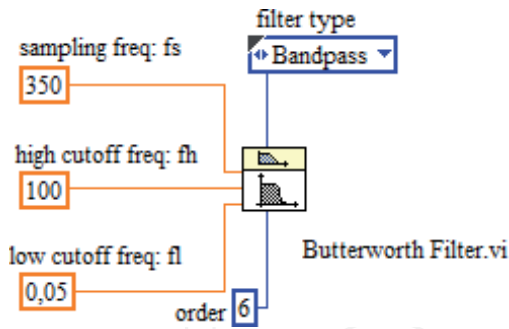 filter type
sampling freq: fs
Bandpass
350
high cutoff freq: fh
100
low cutoff freq: fl
Butterworth Filter.vi
0,05
order 6